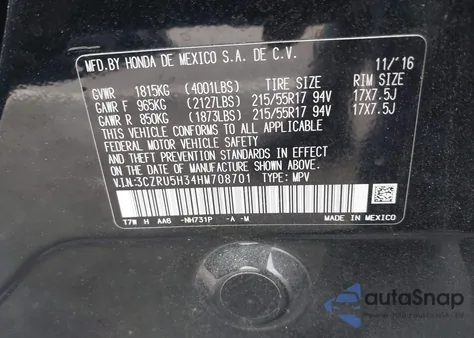 MFD.BY HONDA DE MEXICO S.A. DE C.V. 11/'16
GVWR 1815KG (4001LBS) TIRE SIZE RIM SIZE
GAWR F 965KG (2127LBS) 215/55R17 94V 17X7.5J
GAWR R 850KG (1873LBS) 215/55R17 94V 17X7.5J
THIS VEHICLE CONFORMS TO ALL APPLICABLE
FEDERAL MOTOR VEHICLE SAFETY
STANDARDS IN EFFECT ON THE DATE OF
MANUFACTURE SHOWN ABOVE.
V.I.N.:3CZRU5H34HM708701 TYPE: MPV
T7W H AA6 -NH731P -A -M MADE IN MEXICO
autoSnap